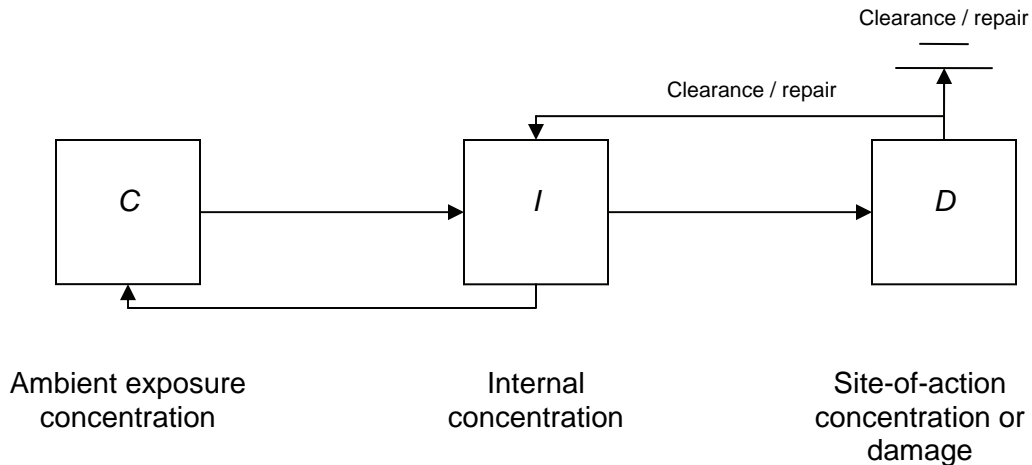 Clearance / repair
Clearance / repair
C
I
D
Ambient exposure
concentration
Internal
concentration
Site-of-action
concentration or
damage